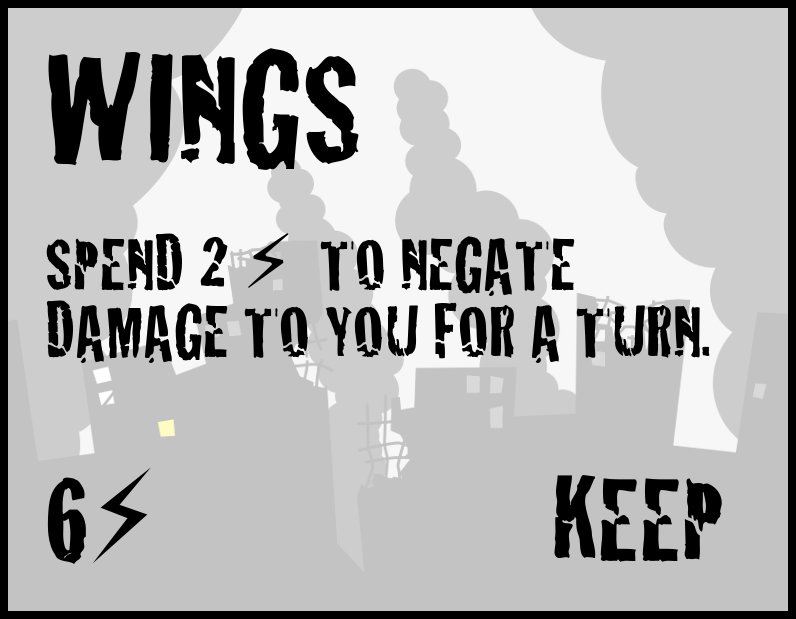 WINGS
SPEND 2⚡ TO NEGATE
DAMAGE TO YOU FOR A TURN.
6⚡
KEEP